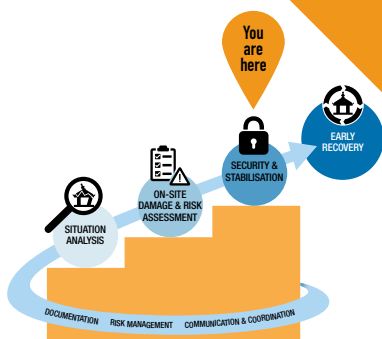 You
are
here
EARLY
RECOVERY
SECURITY &
STABILISATION
ON-SITE
DAMAGE & RISK
ASSESSMENT
SITUATION
ANALYSIS
DOCUMENTATION RISK MANAGEMENT COMMUNICATION & COORDINATION